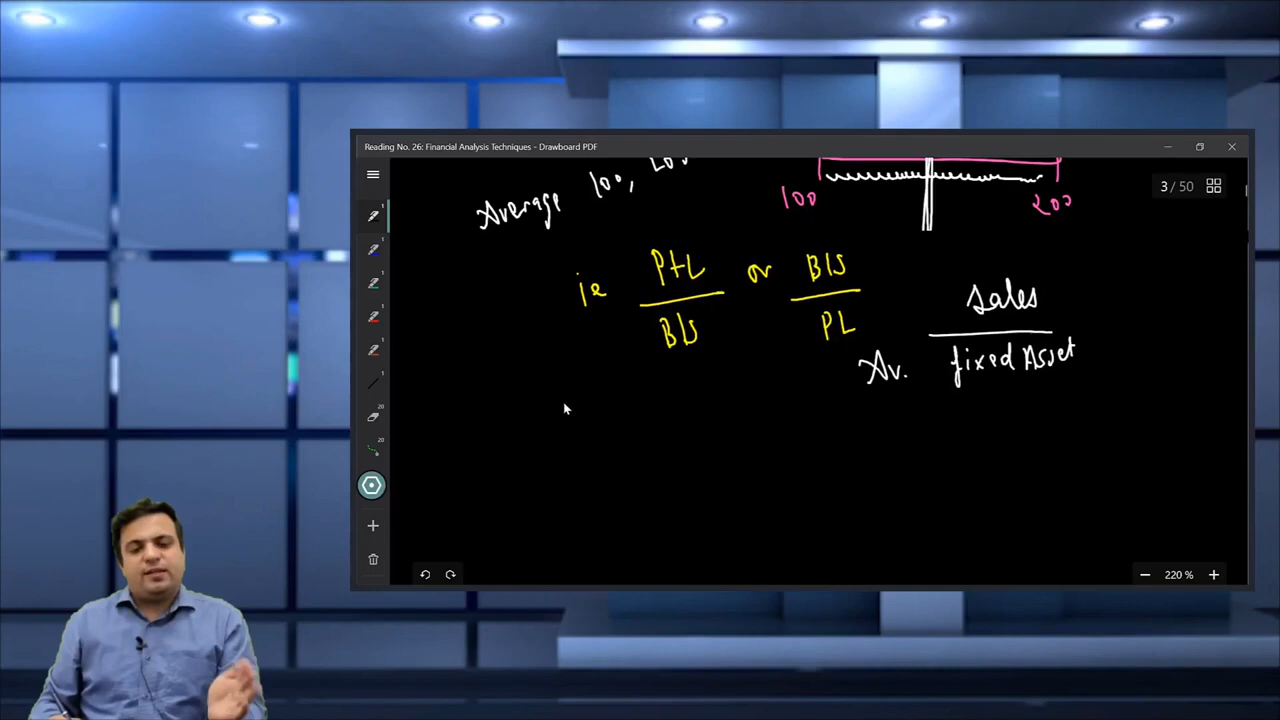 Reading No. 26: Financial Analysis Techniques - Drawboard PDF
3 / 50
Average 100, 200
100 200
ie P+L or B/S Sales
B/S PL
Av. fixed Asset
220 %